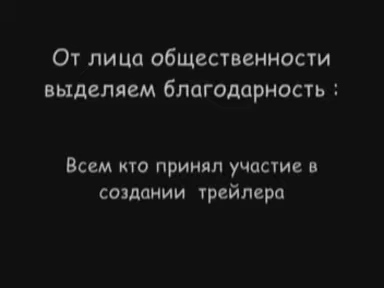 От лица общественности
выделяем благодарность :
Всем кто принял участие в
создании трейлера